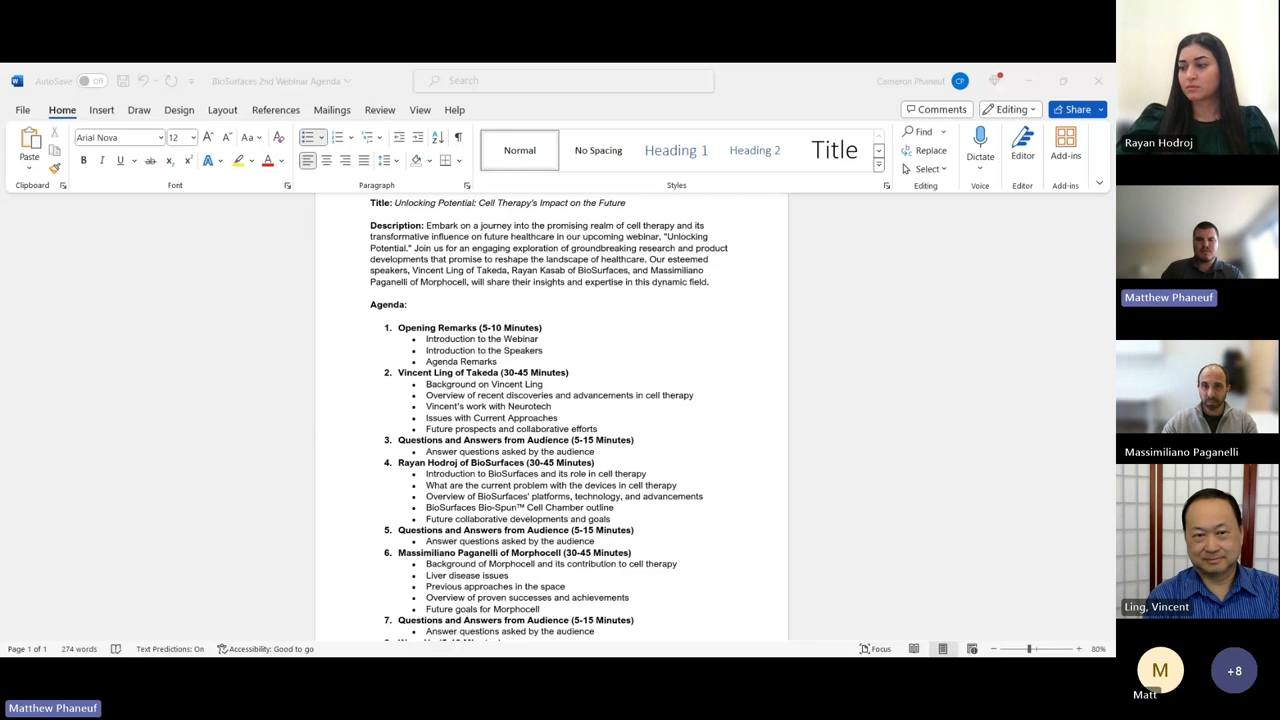 AutoSave Off BioSurfaces 2nd Webinar Agenda Search Cameron Phaneuf CP
File Home Insert Draw Design Layout References Mailings Review View Help Comments Editing Share
Paste
Arial Nova 12 Aa
B I U ab x₂ x² A A
Normal No Spacing Heading 1 Heading 2 Title
Find
Replace
Select
Dictate Editor Add-ins
Clipboard Font Paragraph Styles Editing Voice Editor Add-ins
Title: Unlocking Potential: Cell Therapy's Impact on the Future
Description: Embark on a journey into the promising realm of cell therapy and its
transformative influence on future healthcare in our upcoming webinar, "Unlocking
Potential." Join us for an engaging exploration of groundbreaking research and product
developments that promise to reshape the landscape of healthcare. Our esteemed
speakers, Vincent Ling of Takeda, Rayan Kasab of BioSurfaces, and Massimiliano
Paganelli of Morphocell, will share their insights and expertise in this dynamic field.
Agenda:
1. Opening Remarks (5-10 Minutes)
• Introduction to the Webinar
• Introduction to the Speakers
• Agenda Remarks
2. Vincent Ling of Takeda (30-45 Minutes)
• Background on Vincent Ling
• Overview of recent discoveries and advancements in cell therapy
• Vincent's work with Neurotech
• Issues with Current Approaches
• Future prospects and collaborative efforts
3. Questions and Answers from Audience (5-15 Minutes)
• Answer questions asked by the audience
4. Rayan Hodroj of BioSurfaces (30-45 Minutes)
• Introduction to BioSurfaces and its role in cell therapy
• What are the current problem with the devices in cell therapy
• Overview of BioSurfaces' platforms, technology, and advancements
• BioSurfaces Bio-Spun™ Cell Chamber outline
• Future collaborative developments and goals
5. Questions and Answers from Audience (5-15 Minutes)
• Answer questions asked by the audience
6. Massimiliano Paganelli of Morphocell (30-45 Minutes)
• Background of Morphocell and its contribution to cell therapy
• Liver disease issues
• Previous approaches in the space
• Overview of proven successes and achievements
• Future goals for Morphocell
7. Questions and Answers from Audience (5-15 Minutes)
• Answer questions asked by the audience
Page 1 of 1 274 words Text Predictions: On Accessibility: Good to go Focus 80%
Matthew Phaneuf
Rayan Hodroj
Matthew Phaneuf
Massimiliano Paganelli
Ling, Vincent
M +8
Matt